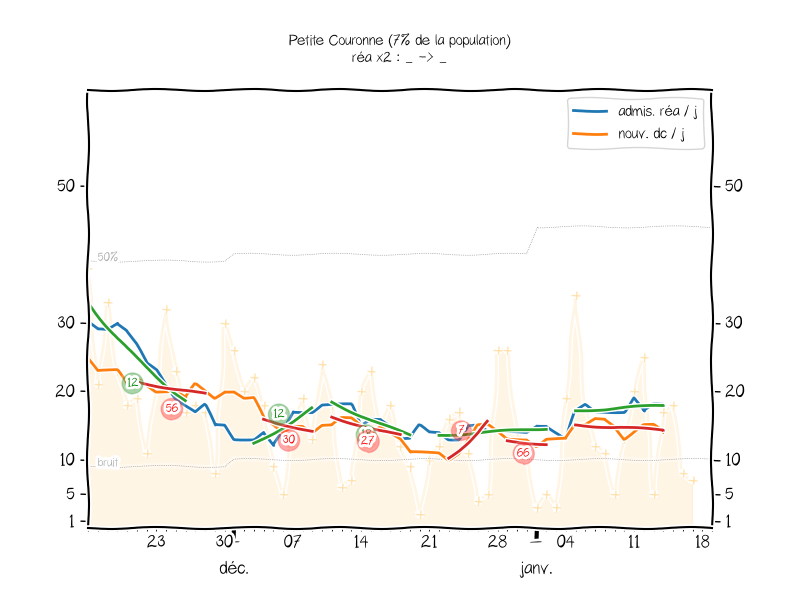 Petite Couronne (7% de la population)
réa x2 : _ -> _
admis. réa / j
nouv. dc / j
50 50
50%
30 30
20 20
12
56
12
30
27
7
66
bruit
10 10
5 5
1 1
23 30 07 14 21 28 04 11 18
déc. janv.